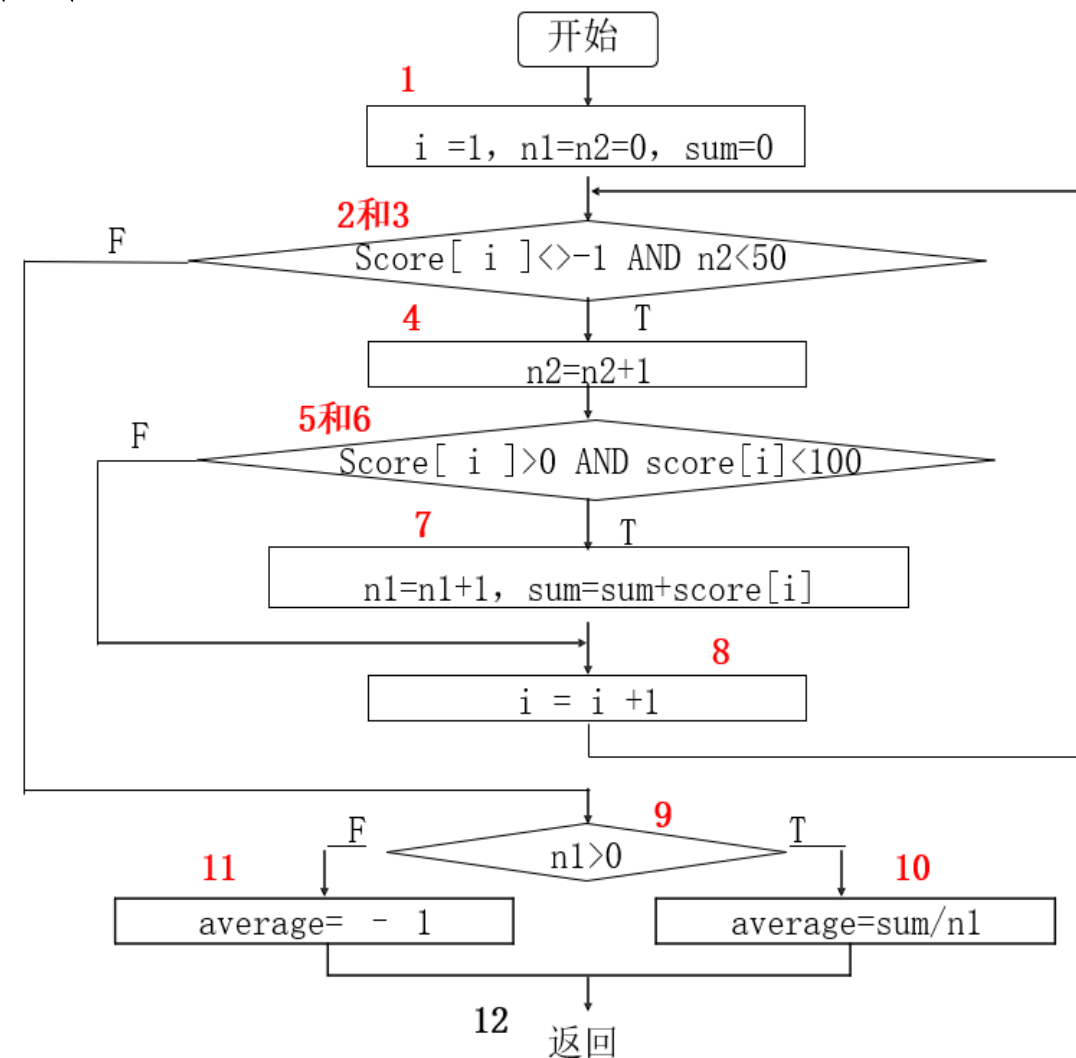 开始
1
i =1, n1=n2=0, sum=0
2和3
F
Score[ i ]<>-1 AND n2<50
T
4
n2=n2+1
5和6
F
Score[ i ]>0 AND score[i]<100
T
7
n1=n1+1, sum=sum+score[i]
8
i = i +1
9
F
T
n1>0
11
10
average= - 1
average=sum/n1
12
返回